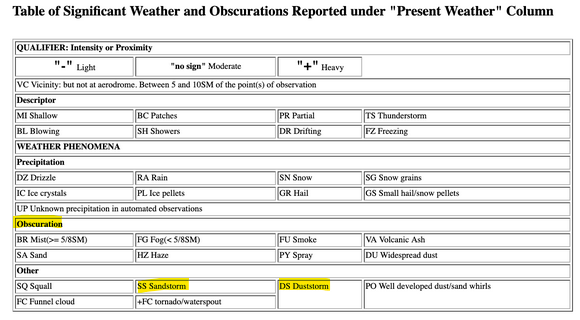 Table of Significant Weather and Obscurations Reported under "Present Weather" Column
QUALIFIER: Intensity or Proximity
"-" Light "no sign" Moderate "+" Heavy
VC Vicinity: but not at aerodrome. Between 5 and 10SM of the point(s) of observation
Descriptor
MI Shallow BC Patches PR Partial TS Thunderstorm
BL Blowing SH Showers DR Drifting FZ Freezing
WEATHER PHENOMENA
Precipitation
DZ Drizzle RA Rain SN Snow SG Snow grains
IC Ice crystals PL Ice pellets GR Hail GS Small hail/snow pellets
UP Unknown precipitation in automated observations
Obscuration
BR Mist(>= 5/8SM) FG Fog(< 5/8SM) FU Smoke VA Volcanic Ash
SA Sand HZ Haze PY Spray DU Widespread dust
Other
SQ Squall SS Sandstorm DS Duststorm PO Well developed dust/sand whirls
FC Funnel cloud +FC tornado/waterspout